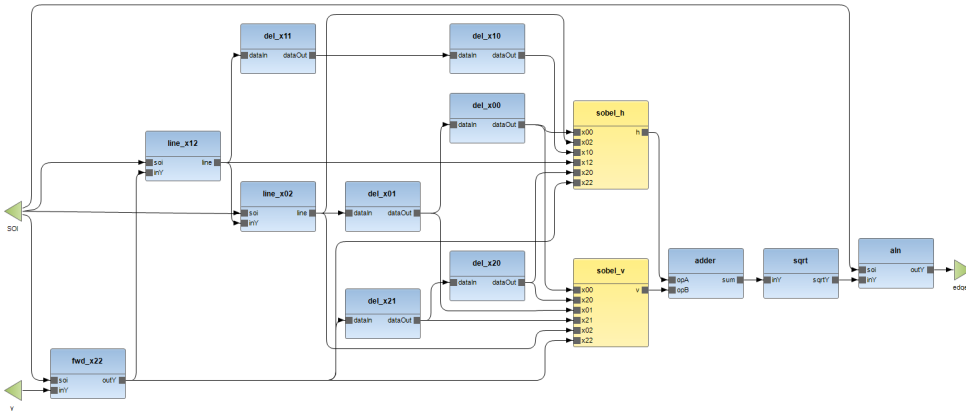 del_x11
dataIn dataOut
del_x10
dataIn dataOut
del_x00
dataIn dataOut
sobel_h
x00 h
x02
x10
x12
x20
x22
line_x12
soi line
inY
line_x02
soi line
inY
del_x01
dataIn dataOut
SOI
del_x20
dataIn dataOut
sobel_v
x00 v
x20
x01
x21
x02
x22
adder
opA sum
opB
sqrt
inY sqrtY
aln
soi outY
inY
edge
del_x21
dataIn dataOut
fwd_x22
soi outY
inY